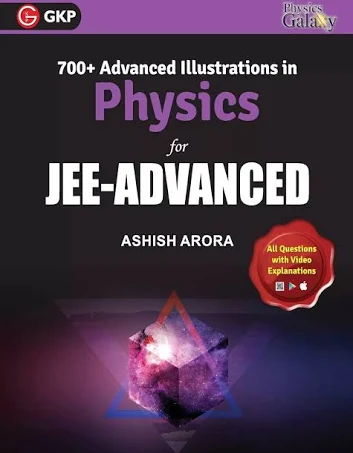 GKP
Physics
Galaxy
700+ Advanced Illustrations in
Physics
for
JEE-ADVANCED
ASHISH ARORA
All Questions
with Video
Explanations